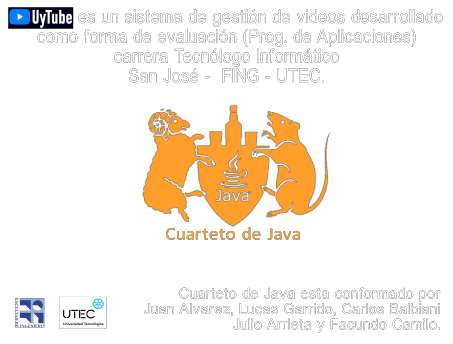 UyTube es un sistema de gestión de videos desarrollado
como forma de evaluación (Prog. de Aplicaciones)
carrera Tecnólogo Informático
San José - FING - UTEC.
Java
Cuarteto de Java
Cuarteto de Java esta conformado por
Juan Alvarez, Lucas Garrido, Carlos Balbiani
Julio Arrieta y Facundo Camilo.
INGENIERIA
UTEC
Universidad Tecnológica